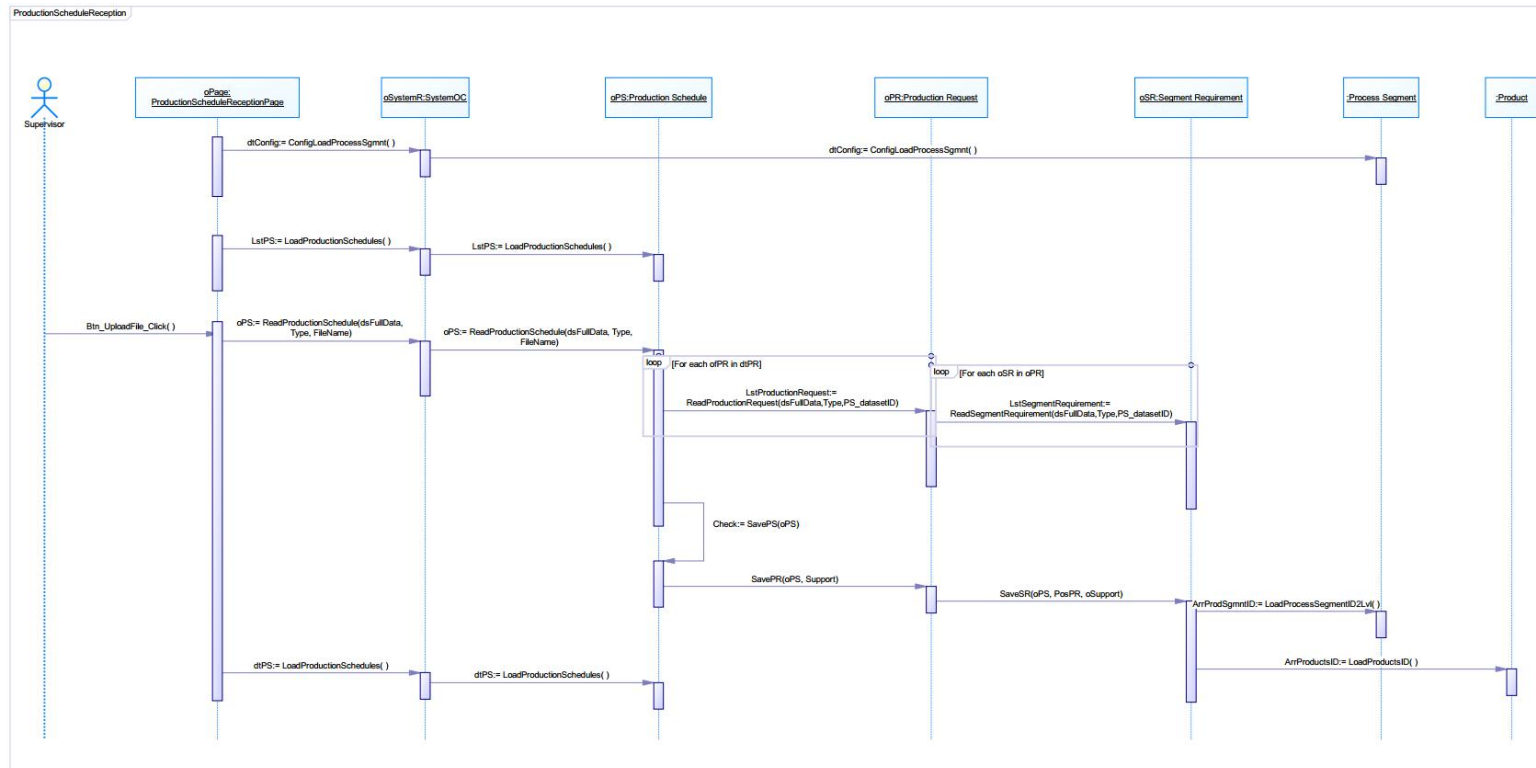 ProductionScheduleReception
Supervisor
oPage:
ProductionScheduleReceptionPage
oSystemR:SystemOC
oPS:Production Schedule
oPR:Production Request
oSR:Segment Requirement
:Process Segment
:Product
dtConfig:= ConfigLoadProcessSgmnt( )
dtConfig:= ConfigLoadProcessSgmnt( )
LstPS:= LoadProductionSchedules( )
LstPS:= LoadProductionSchedules( )
Btn_UploadFile_Click( )
oPS:= ReadProductionSchedule(dsFullData,
Type, FileName)
oPS:= ReadProductionSchedule(dsFullData, Type,
FileName)
loop
[For each ofPR in dtPR]
loop
[For each oSR in oPR]
LstProductionRequest:=
ReadProductionRequest(dsFullData,Type,PS_datasetID)
LstSegmentRequirement:=
ReadSegmentRequirement(dsFullData,Type,PS_datasetID)
Check:= SavePS(oPS)
SavePR(oPS, Support)
SaveSR(oPS, PosPR, oSupport)
ArrProdSgmntID:= LoadProcessSegmentID2Lvl( )
ArrProductsID:= LoadProductsID( )
dtPS:= LoadProductionSchedules( )
dtPS:= LoadProductionSchedules( )